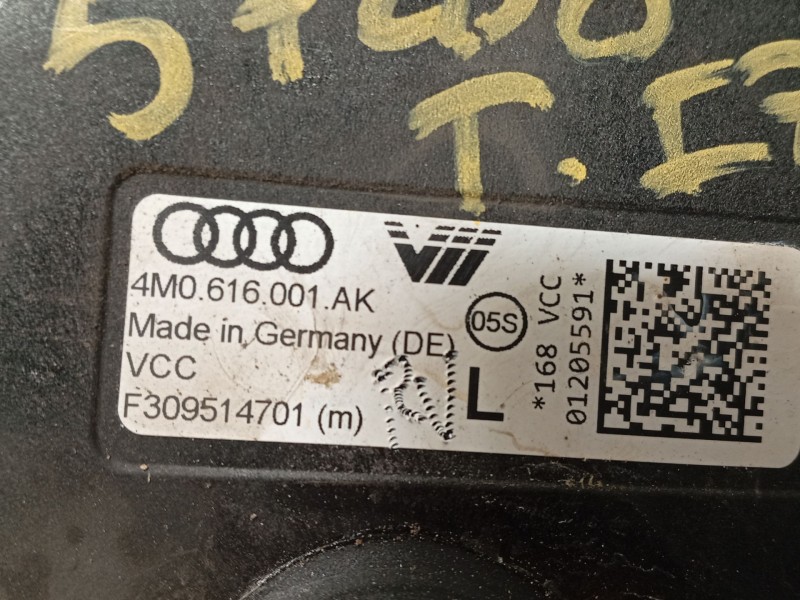 4M0.616.001.AK
Made in Germany (DE)
05S
VCC
F309514701 (m)
L
*168 VCC
01205591*